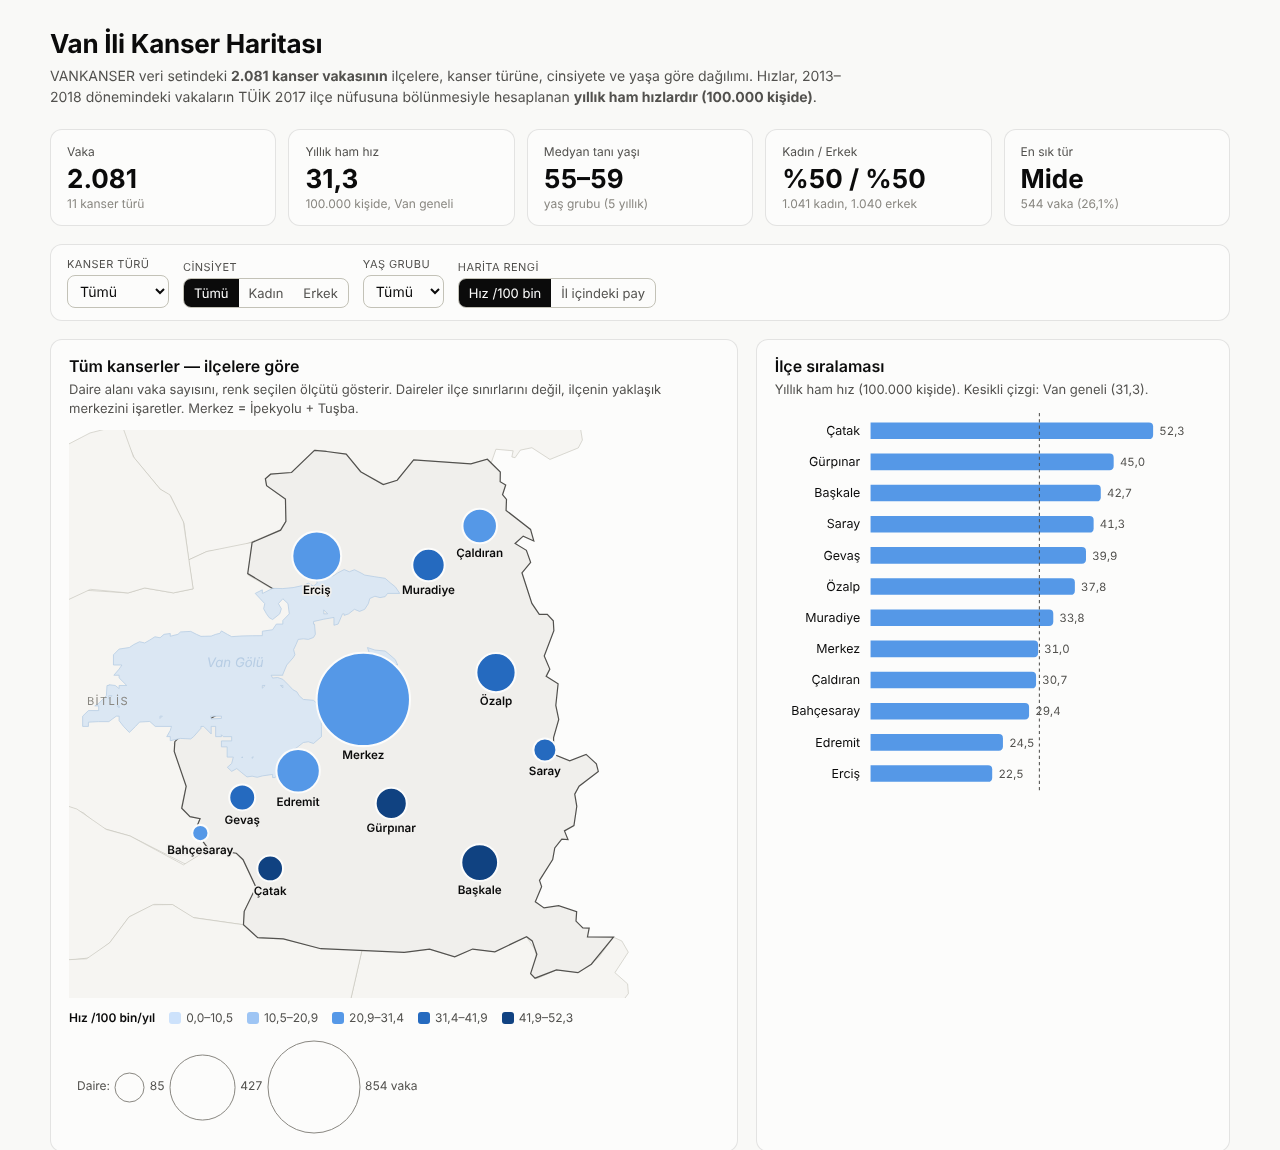 Van İli Kanser Haritası
VANKANSER veri setindeki 2.081 kanser vakasının ilçelere, kanser türüne, cinsiyete ve yaşa göre dağılımı. Hızlar, 2013–
2018 dönemindeki vakaların TÜİK 2017 ilçe nüfusuna bölünmesiyle hesaplanan yıllık ham hızlardır (100.000 kişide).
Vaka
2.081
11 kanser türü
Yıllık ham hız
31,3
100.000 kişide, Van geneli
Medyan tanı yaşı
55–59
yaş grubu (5 yıllık)
Kadın / Erkek
%50 / %50
1.041 kadın, 1.040 erkek
En sık tür
Mide
544 vaka (26,1%)
KANSER TÜRÜ
Tümü
CİNSİYET
Tümü Kadın Erkek
YAŞ GRUBU
Tümü
HARİTA RENGİ
Hız /100 bin İl içindeki pay
Tüm kanserler — ilçelere göre
Daire alanı vaka sayısını, renk seçilen ölçütü gösterir. Daireler ilçe sınırlarını değil, ilçenin yaklaşık
merkezini işaretler. Merkez = İpekyolu + Tuşba.
Çaldıran
Erciş
Muradiye
Van Gölü
BİTLİS
Özalp
Merkez
Saray
Edremit
Gevaş
Gürpınar
Bahçesaray
Çatak
Başkale
Hız /100 bin/yıl 0,0–10,5 10,5–20,9 20,9–31,4 31,4–41,9 41,9–52,3
Daire: 85 427 854 vaka
İlçe sıralaması
Yıllık ham hız (100.000 kişide). Kesikli çizgi: Van geneli (31,3).
Çatak 52,3
Gürpınar 45,0
Başkale 42,7
Saray 41,3
Gevaş 39,9
Özalp 37,8
Muradiye 33,8
Merkez 31,0
Çaldıran 30,7
Bahçesaray 29,4
Edremit 24,5
Erciş 22,5